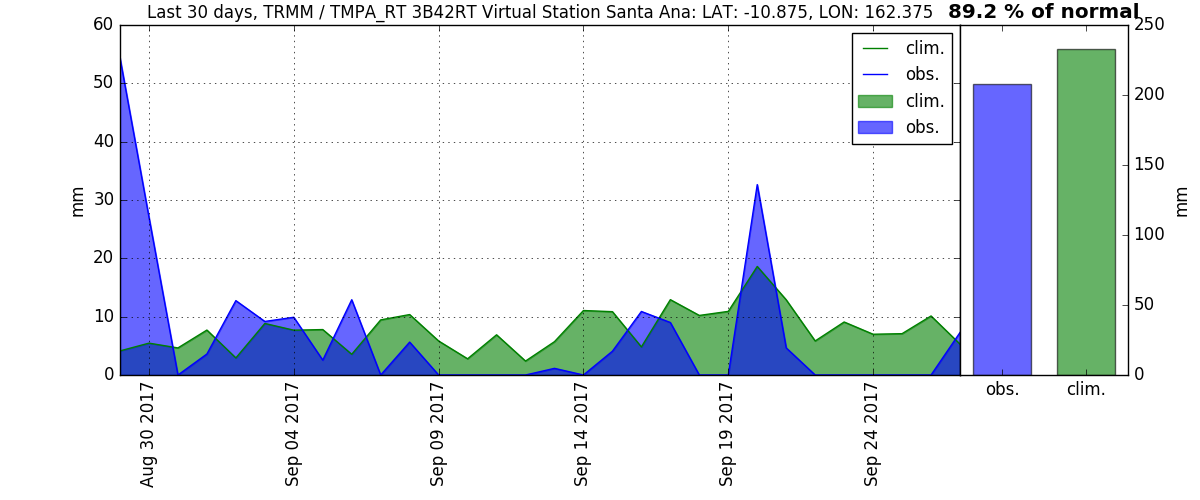 Last 30 days, TRMM / TMPA_RT 3B42RT Virtual Station Santa Ana: LAT: -10.875, LON: 162.375
89.2 % of normal
60
50
40
30
20
10
0
mm
clim.
obs.
clim.
obs.
Aug 30 2017
Sep 04 2017
Sep 09 2017
Sep 14 2017
Sep 19 2017
Sep 24 2017
250
200
150
100
50
0
mm
obs.
clim.